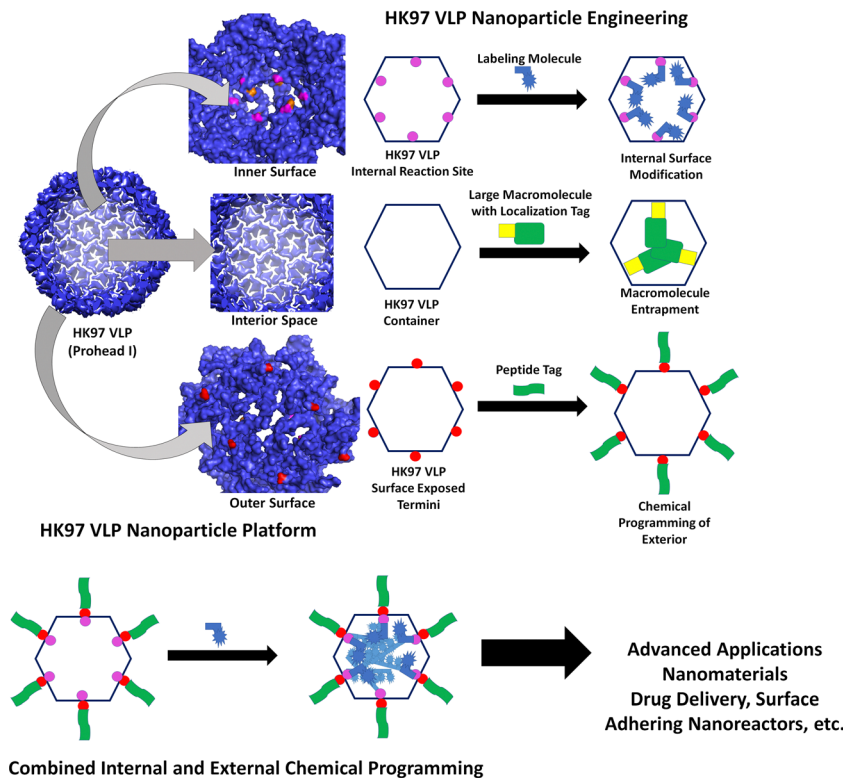 HK97 VLP Nanoparticle Engineering
Labeling Molecule
Inner Surface
HK97 VLP
Internal Reaction Site
Internal Surface
Modification
Large Macromolecule
with Localization Tag
HK97 VLP
(Prohead I)
Interior Space
HK97 VLP
Container
Macromolecule
Entrapment
Peptide Tag
Outer Surface
HK97 VLP
Surface Exposed
Termini
Chemical
Programming of
Exterior
HK97 VLP Nanoparticle Platform
Advanced Applications
Nanomaterials
Drug Delivery, Surface
Adhering Nanoreactors, etc.
Combined Internal and External Chemical Programming